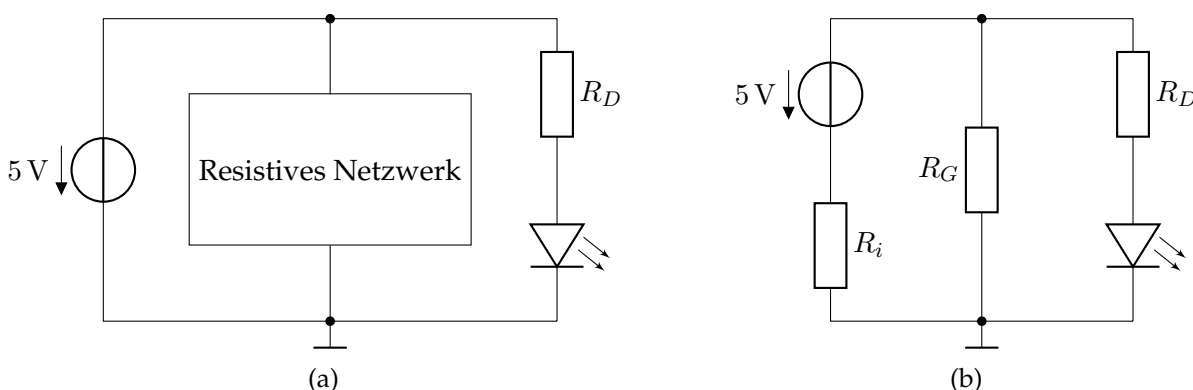 5 V
Resistives Netzwerk
R_D
(a)
5 V
R_i
R_G
R_D
(b)